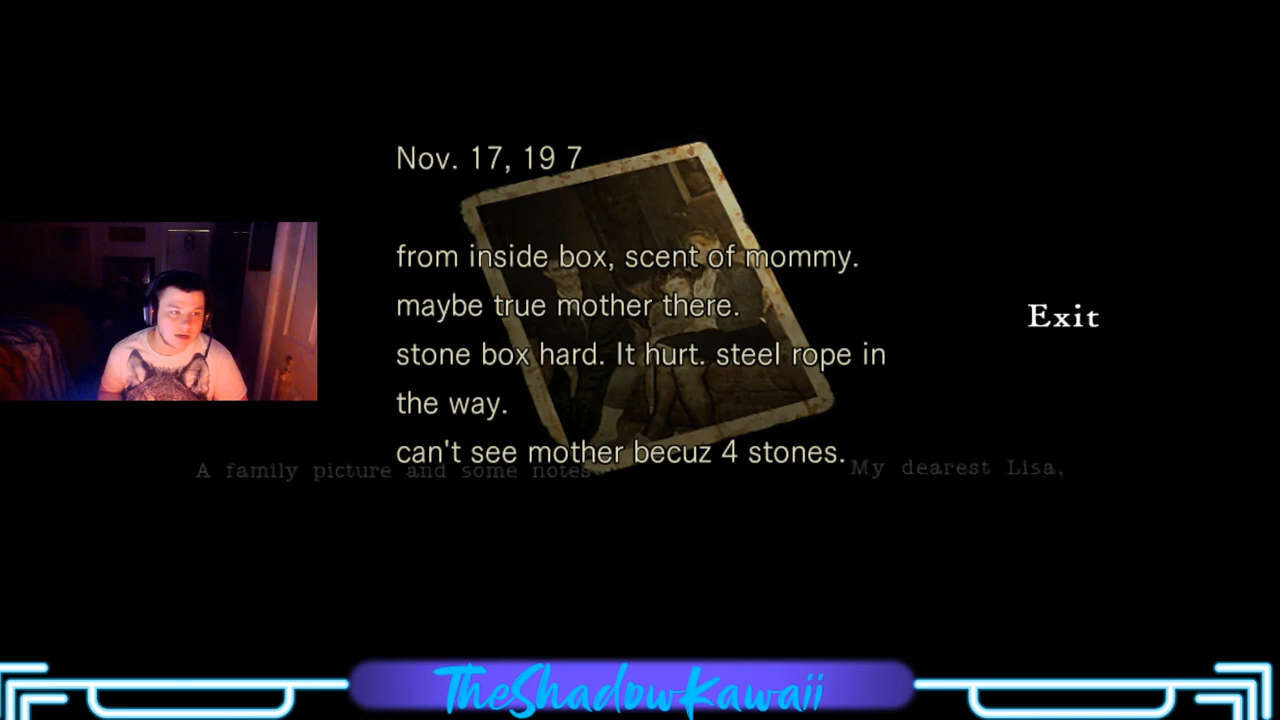 Nov. 17, 19 7
from inside box, scent of mommy.
maybe true mother there.
stone box hard. It hurt. steel rope in
the way.
can't see mother becuz 4 stones.
Exit
A family picture and some notes
My dearest Lisa,
TheShadowKawaii